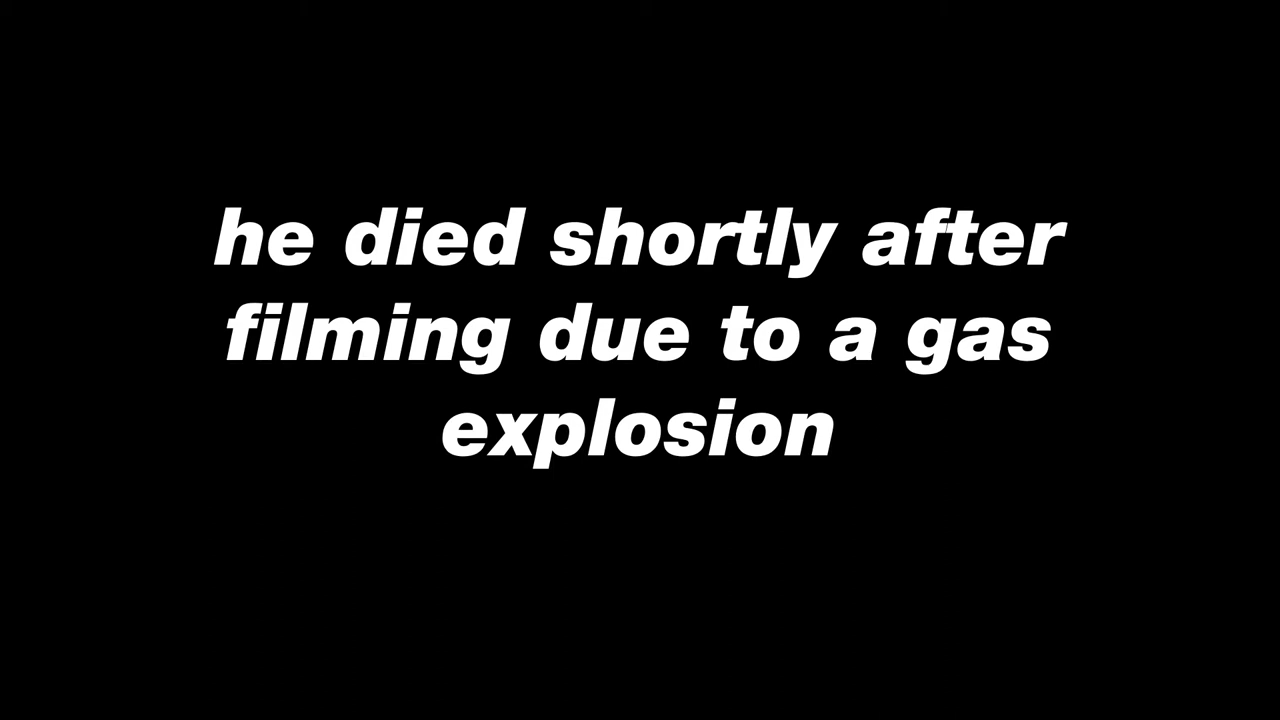 he died shortly after
filming due to a gas
explosion